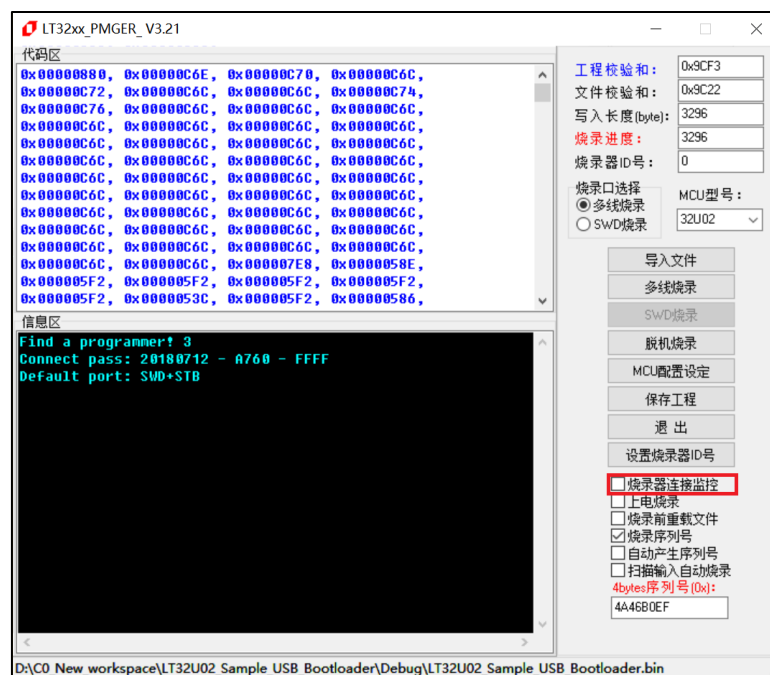 LT32xx_PMGER_ V3.21
代码区
0x00000880, 0x00000C6E, 0x00000C70, 0x00000C6C,
0x00000C72, 0x00000C6C, 0x00000C6C, 0x00000C74,
0x00000C76, 0x00000C6C, 0x00000C6C, 0x00000C6C,
0x00000C6C, 0x00000C6C, 0x00000C6C, 0x00000C6C,
0x00000C6C, 0x00000C6C, 0x00000C6C, 0x00000C6C,
0x00000C6C, 0x00000C6C, 0x00000C6C, 0x00000C6C,
0x00000C6C, 0x00000C6C, 0x00000C6C, 0x00000C6C,
0x00000C6C, 0x00000C6C, 0x00000C6C, 0x00000C6C,
0x00000C6C, 0x00000C6C, 0x00000C6C, 0x00000C6C,
0x00000C6C, 0x00000C6C, 0x00000C6C, 0x00000C6C,
0x00000C6C, 0x00000C6C, 0x00000C6C, 0x00000C6C,
0x00000C6C, 0x00000C6C, 0x000007E8, 0x0000058E,
0x000005F2, 0x000005F2, 0x000005F2, 0x000005F2,
0x000005F2, 0x0000053C, 0x000005F2, 0x00000586,
信息区
Find a programmer! 3
Connect pass: 20180712 - A760 - FFFF
Default port: SWD+STB
工程校验和: 0x9CF3
文件校验和: 0x9C22
写入长度(byte): 3296
烧录进度: 3296
烧录器ID号: 0
烧录口选择
多线烧录
SWD烧录
MCU型号:
32U02
导入文件
多线烧录
SWD烧录
脱机烧录
MCU配置设定
保存工程
退 出
设置烧录器ID号
烧录器连接监控
上电烧录
烧录前重载文件
烧录序列号
自动产生序列号
扫描输入自动烧录
4bytes序列号(0x):
4A46B0EF
D:\C0_New workspace\LT32U02_Sample_USB_Bootloader\Debug\LT32U02_Sample_USB_Bootloader.bin